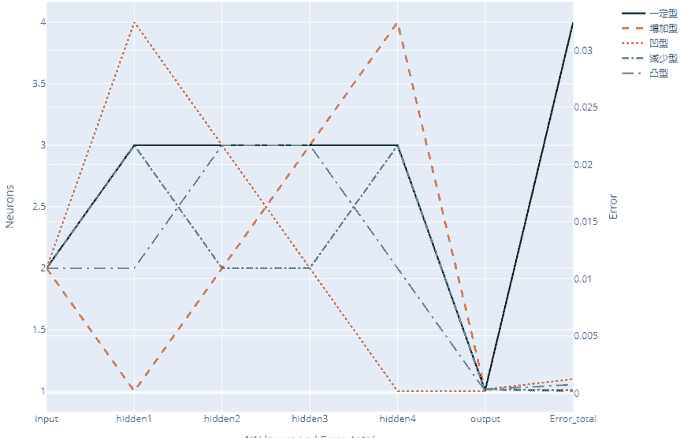 4
3.5
3
2.5
2
1.5
1
Neurons
input
hidden1
hidden2
hidden3
hidden4
output
Error_total
0.03
0.025
0.02
0.015
0.01
0.005
0
Error
一定型
増加型
凹型
減少型
凸型